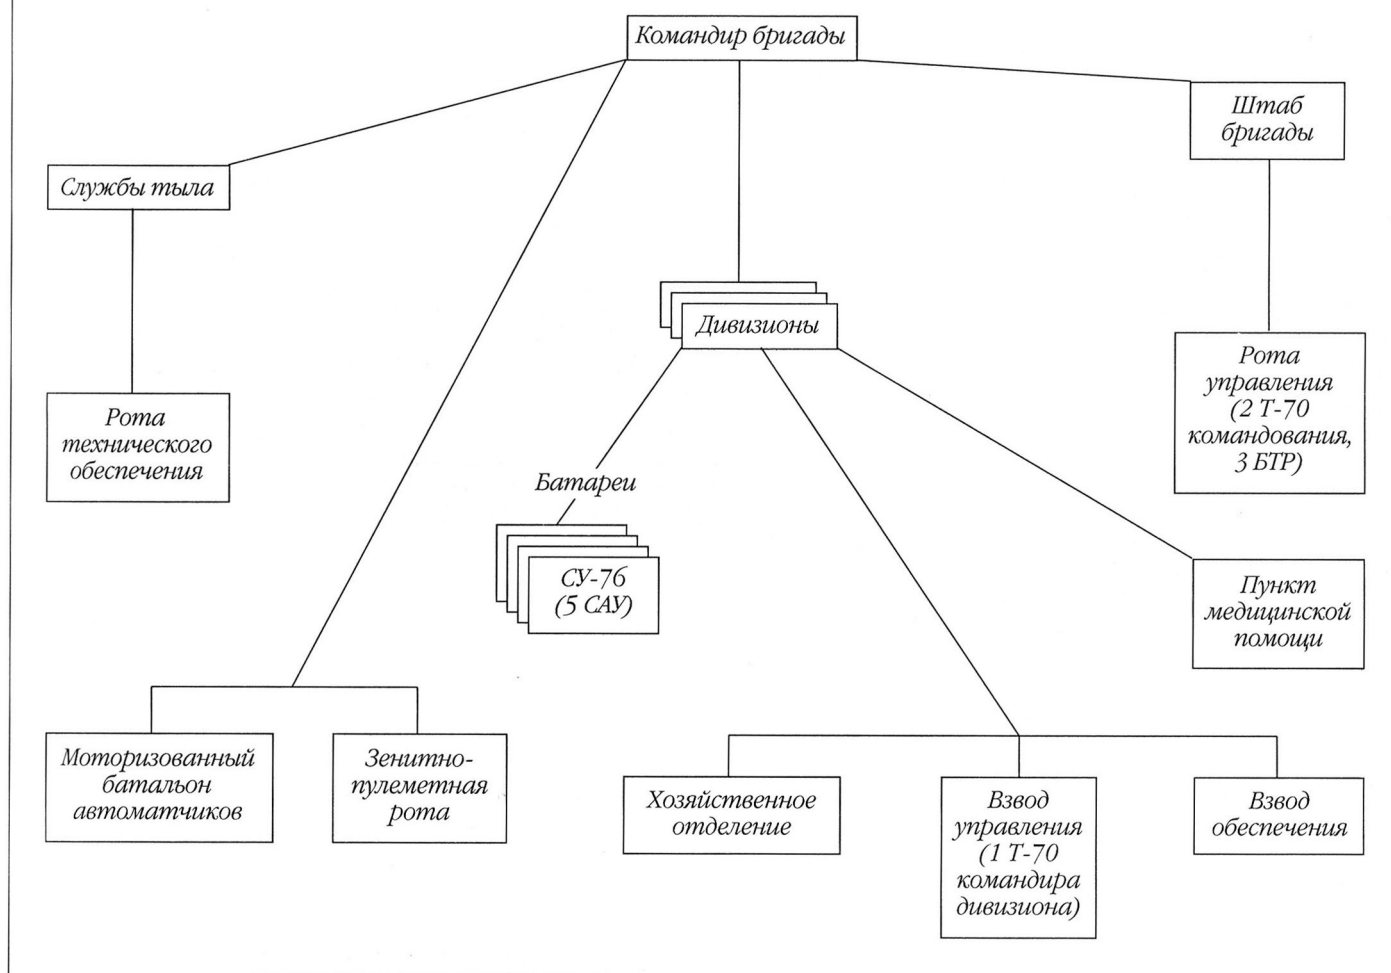 Командир бригады
Штаб
бригады
Службы тыла
Дивизионы
Рота
управления
(2 Т-70
командования,
3 БТР)
Рота
технического
обеспечения
Батареи
СУ-76
(5 САУ)
Пункт
медицинской
помощи
Моторизованный
батальон
автоматчиков
Зенитно-
пулеметная
рота
Хозяйственное
отделение
Взвод
управления
(1 Т-70
командира
дивизиона)
Взвод
обеспечения